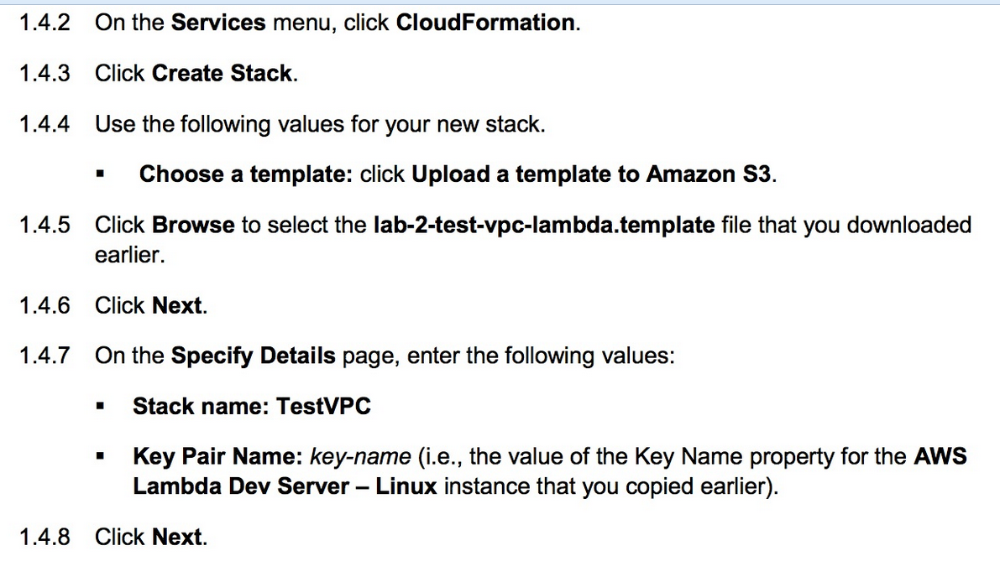 1.4.2 On the Services menu, click CloudFormation.
1.4.3 Click Create Stack.
1.4.4 Use the following values for your new stack.
▪ Choose a template: click Upload a template to Amazon S3.
1.4.5 Click Browse to select the lab-2-test-vpc-lambda.template file that you downloaded
earlier.
1.4.6 Click Next.
1.4.7 On the Specify Details page, enter the following values:
▪ Stack name: TestVPC
▪ Key Pair Name: key-name (i.e., the value of the Key Name property for the AWS
Lambda Dev Server – Linux instance that you copied earlier).
1.4.8 Click Next.